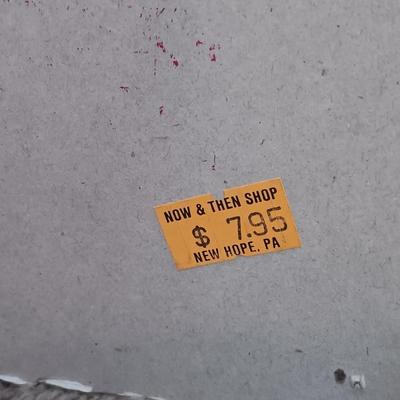 NOW & THEN SHOP
$ 7.95
NEW HOPE, PA